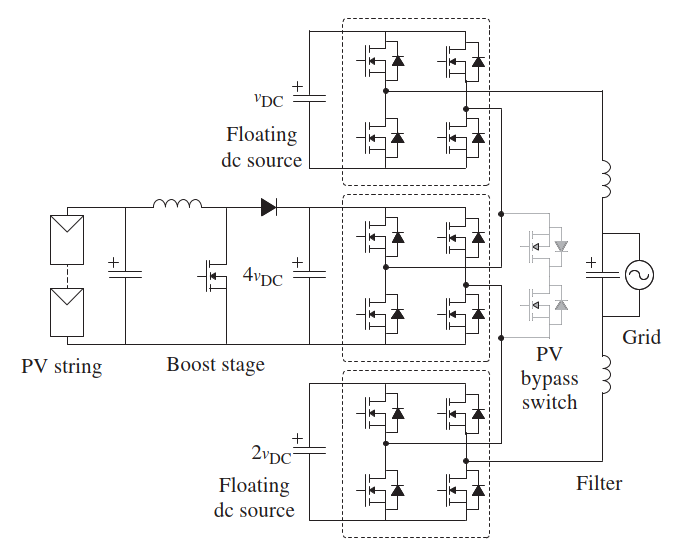 +
vDC
Floating
dc source
+
4vDC
+
+
PV string
Boost stage
PV
bypass
switch
Grid
+
2vDC
Floating
dc source
Filter